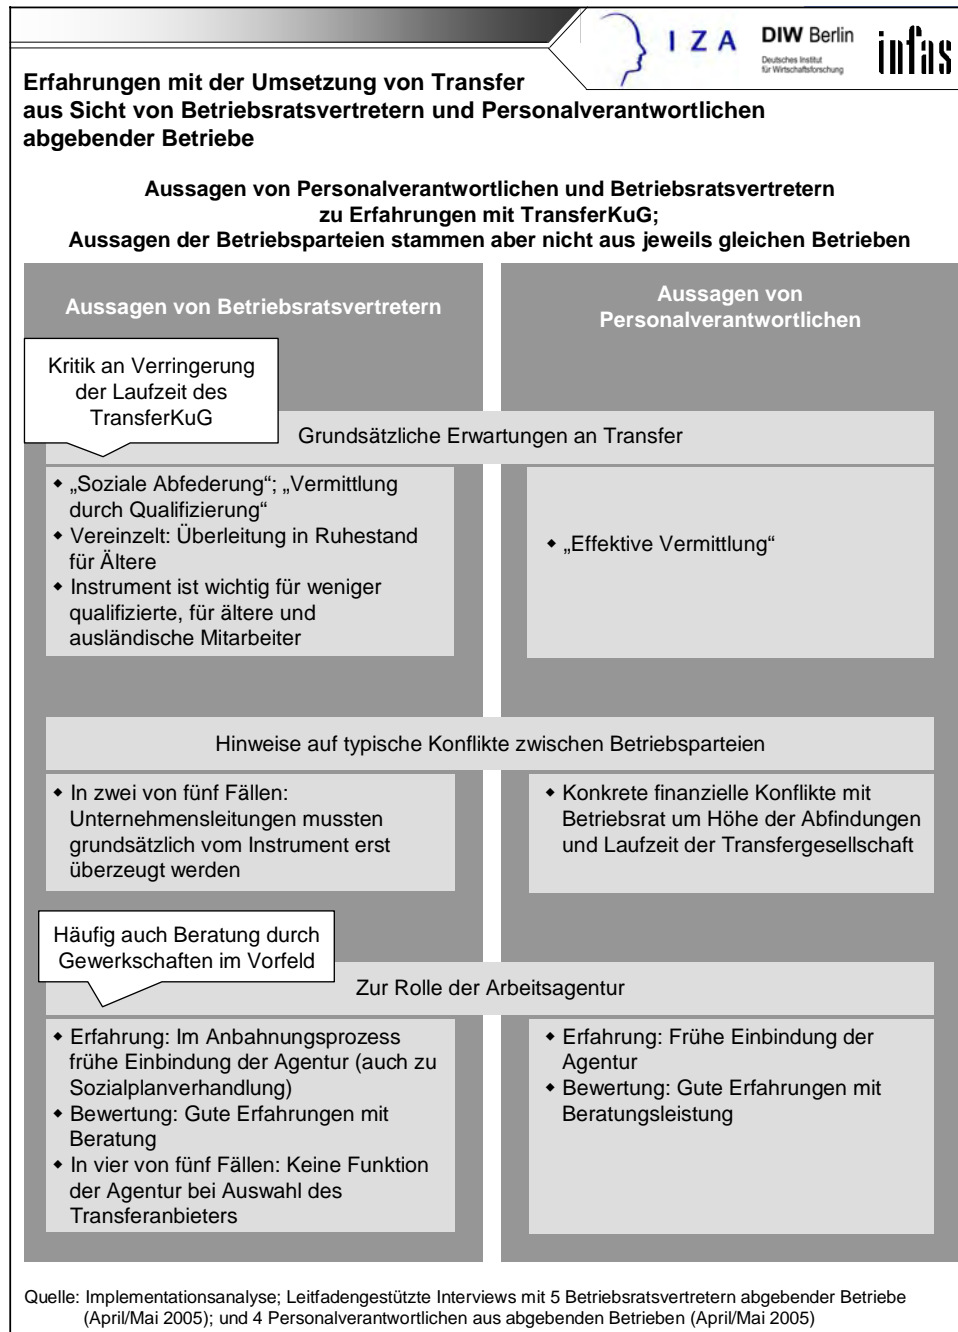 I Z A
DIW Berlin
Deutsches Institut
für Wirtschaftsforschung
infas
Erfahrungen mit der Umsetzung von Transfer
aus Sicht von Betriebsratsvertretern und Personalverantwortlichen
abgebender Betriebe
Aussagen von Personalverantwortlichen und Betriebsratsvertretern
zu Erfahrungen mit TransferKuG;
Aussagen der Betriebsparteien stammen aber nicht aus jeweils gleichen Betrieben
Aussagen von Betriebsratsvertretern
Aussagen von
Personalverantwortlichen
Kritik an Verringerung
der Laufzeit des
TransferKuG
Grundsätzliche Erwartungen an Transfer
◆ „Soziale Abfederung“; „Vermittlung
durch Qualifizierung“
◆ Vereinzelt: Überleitung in Ruhestand
für Ältere
◆ Instrument ist wichtig für weniger
qualifizierte, für ältere und
ausländische Mitarbeiter
◆ „Effektive Vermittlung“
Hinweise auf typische Konflikte zwischen Betriebsparteien
◆ In zwei von fünf Fällen:
Unternehmensleitungen mussten
grundsätzlich vom Instrument erst
überzeugt werden
◆ Konkrete finanzielle Konflikte mit
Betriebsrat um Höhe der Abfindungen
und Laufzeit der Transfergesellschaft
Häufig auch Beratung durch
Gewerkschaften im Vorfeld
Zur Rolle der Arbeitsagentur
◆ Erfahrung: Im Anbahnungsprozess
frühe Einbindung der Agentur (auch zu
Sozialplanverhandlung)
◆ Bewertung: Gute Erfahrungen mit
Beratung
◆ In vier von fünf Fällen: Keine Funktion
der Agentur bei Auswahl des
Transferanbieters
◆ Erfahrung: Frühe Einbindung der
Agentur
◆ Bewertung: Gute Erfahrungen mit
Beratungsleistung
Quelle: Implementationsanalyse; Leitfadengestützte Interviews mit 5 Betriebsratsvertretern abgebender Betriebe
(April/Mai 2005); und 4 Personalverantwortlichen aus abgebenden Betrieben (April/Mai 2005)